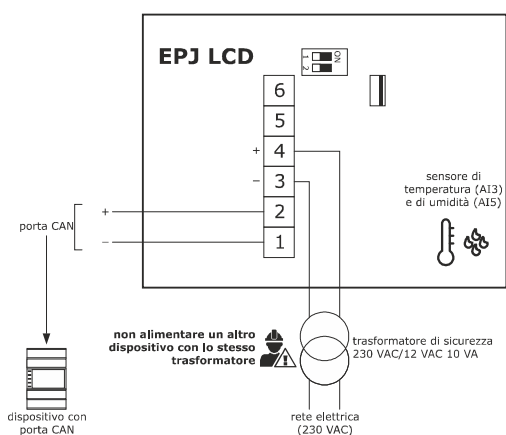 EPJ LCD
1
2
ON
6
5
+ 4
− 3
2
1
sensore di
temperatura (AI3)
e di umidità (AI5)
+
porta CAN
−
non alimentare un altro
dispositivo con lo stesso
trasformatore
trasformatore di sicurezza
230 VAC/12 VAC 10 VA
dispositivo con
porta CAN
rete elettrica
(230 VAC)